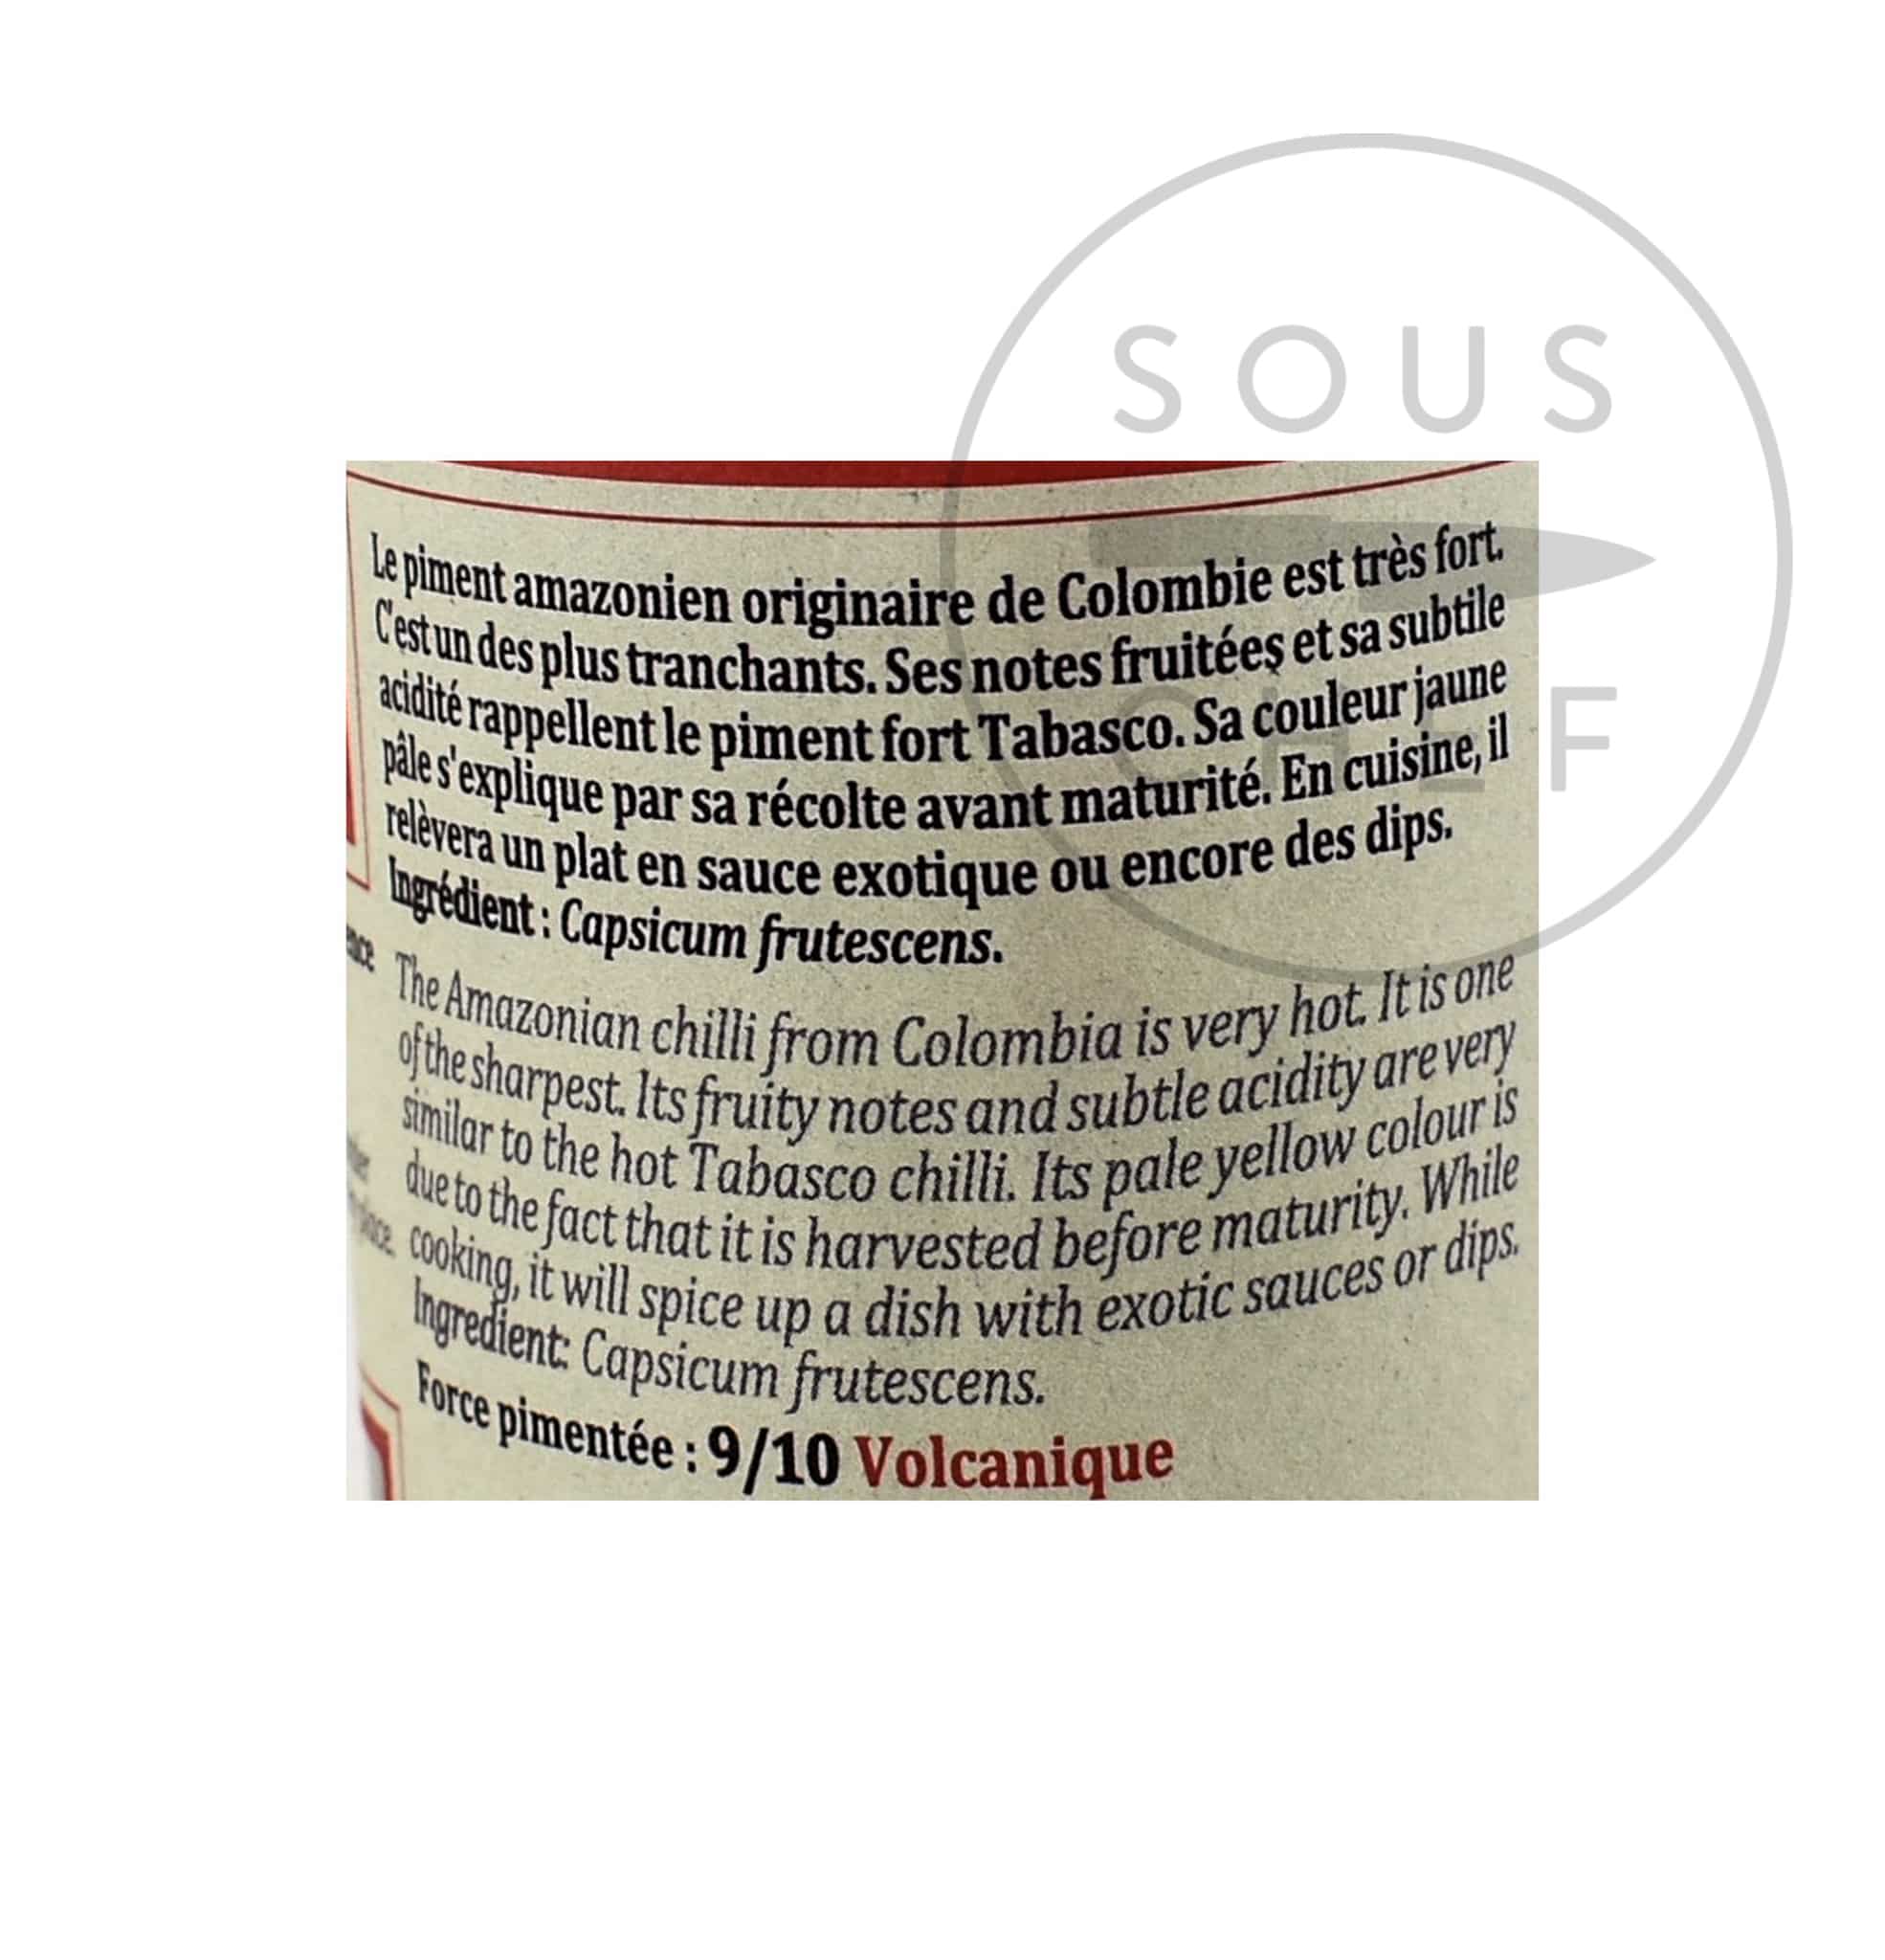 SOUS
CHEF
Le piment amazonien originaire de Colombie est très fort.
C'est un des plus tranchants. Ses notes fruitées et sa subtile
acidité rappellent le piment fort Tabasco. Sa couleur jaune
pâle s'explique par sa récolte avant maturité. En cuisine, il
relèvera un plat en sauce exotique ou encore des dips.
Ingrédient : Capsicum frutescens.
The Amazonian chilli from Colombia is very hot. It is one
of the sharpest. Its fruity notes and subtle acidity are very
similar to the hot Tabasco chilli. Its pale yellow colour is
due to the fact that it is harvested before maturity. While
cooking, it will spice up a dish with exotic sauces or dips.
Ingredient: Capsicum frutescens.
Force pimentée : 9/10 Volcanique